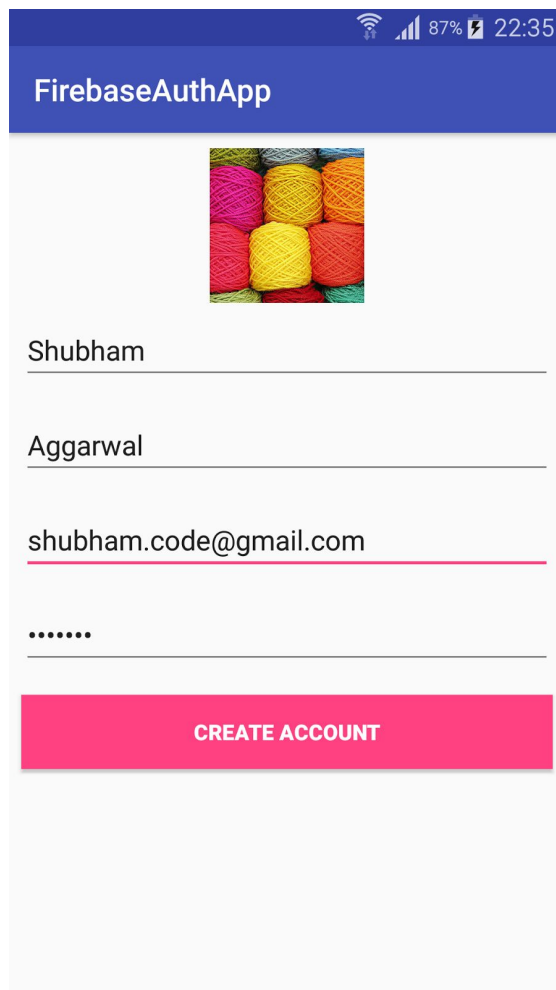 87% 22:35
FirebaseAuthApp
Shubham
Aggarwal
shubham.code@gmail.com
•••••••
CREATE ACCOUNT